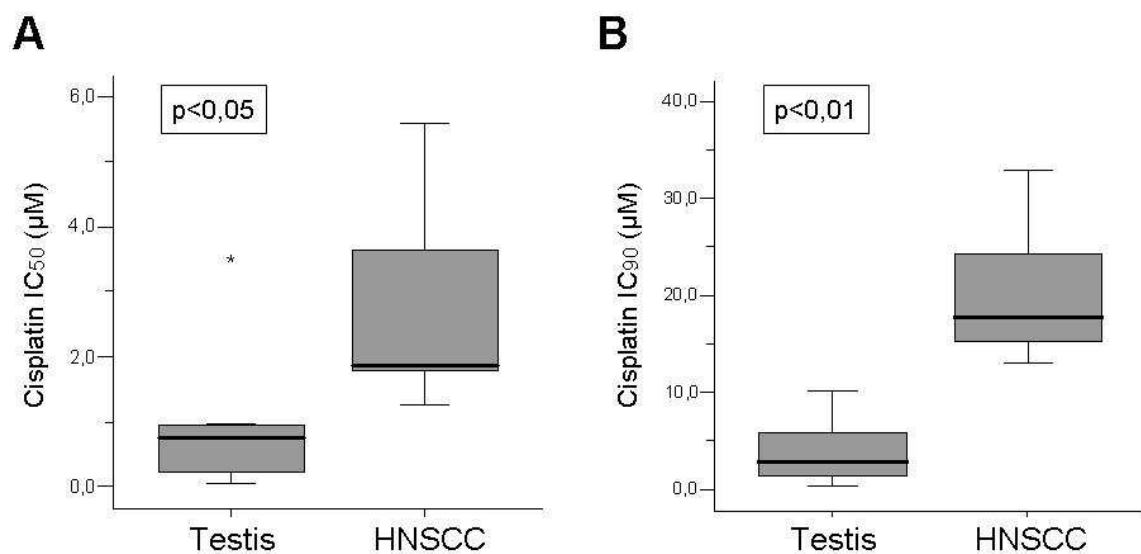 A
Cisplatin IC50 (µM)
6,0
4,0
2,0
0,0
p<0,05
*
Testis
HNSCC
B
Cisplatin IC90 (µM)
40,0
30,0
20,0
10,0
0,0
p<0,01
Testis
HNSCC